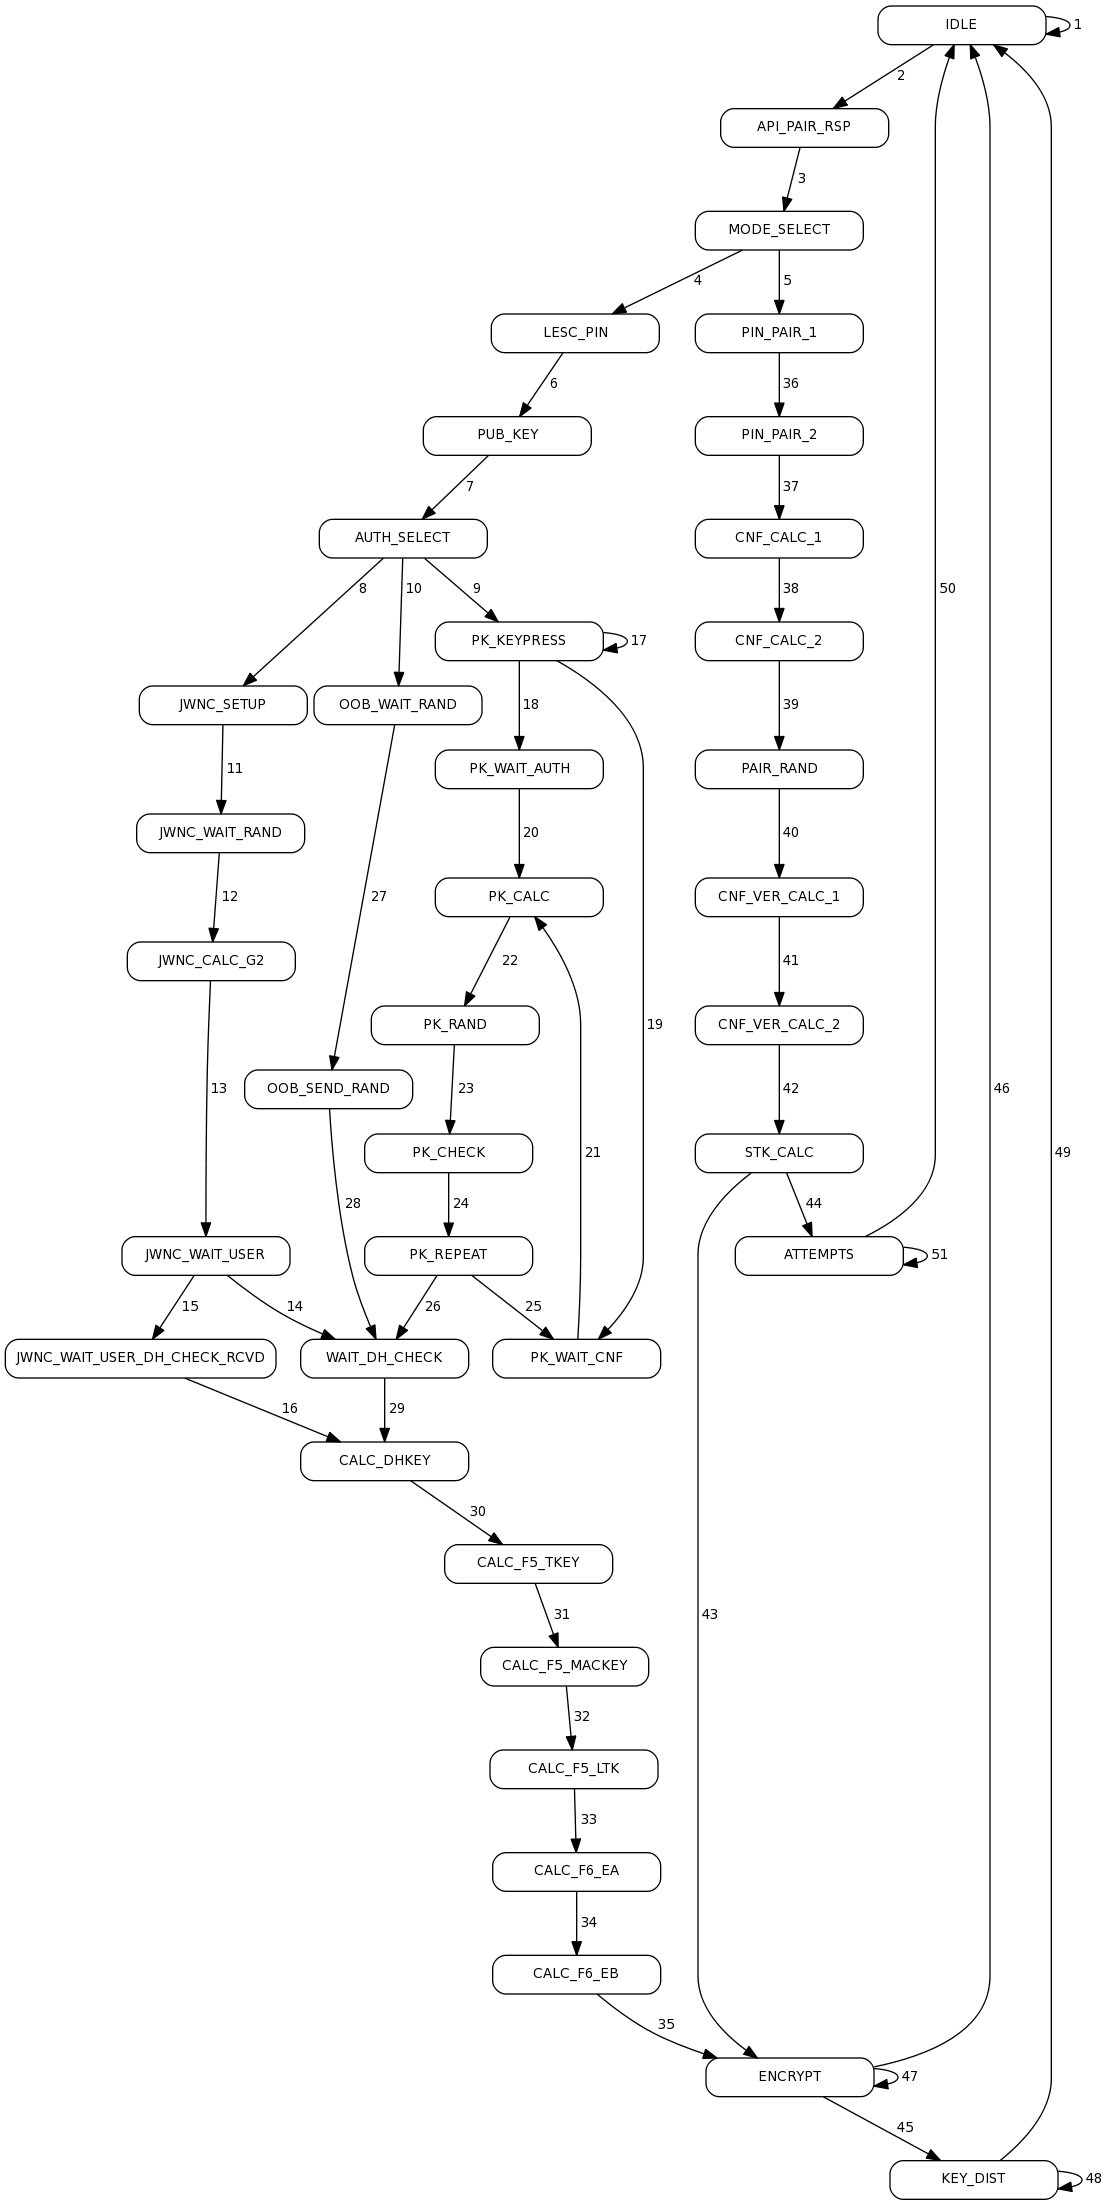 IDLE
1
2
API_PAIR_RSP
3
MODE_SELECT
4
5
LESC_PIN
PIN_PAIR_1
6
36
PUB_KEY
PIN_PAIR_2
7
37
AUTH_SELECT
CNF_CALC_1
8
10
9
38
50
PK_KEYPRESS
17
CNF_CALC_2
JWNC_SETUP
OOB_WAIT_RAND
18
39
11
PK_WAIT_AUTH
PAIR_RAND
JWNC_WAIT_RAND
20
40
12
27
PK_CALC
CNF_VER_CALC_1
JWNC_CALC_G2
22
41
PK_RAND
19
CNF_VER_CALC_2
13
OOB_SEND_RAND
23
42
46
PK_CHECK
21
STK_CALC
49
28
24
44
JWNC_WAIT_USER
PK_REPEAT
ATTEMPTS
51
15
14
26
25
JWNC_WAIT_USER_DH_CHECK_RCVD
WAIT_DH_CHECK
PK_WAIT_CNF
16
29
CALC_DHKEY
30
CALC_F5_TKEY
31
43
CALC_F5_MACKEY
32
CALC_F5_LTK
33
CALC_F6_EA
34
CALC_F6_EB
35
ENCRYPT
47
45
KEY_DIST
48